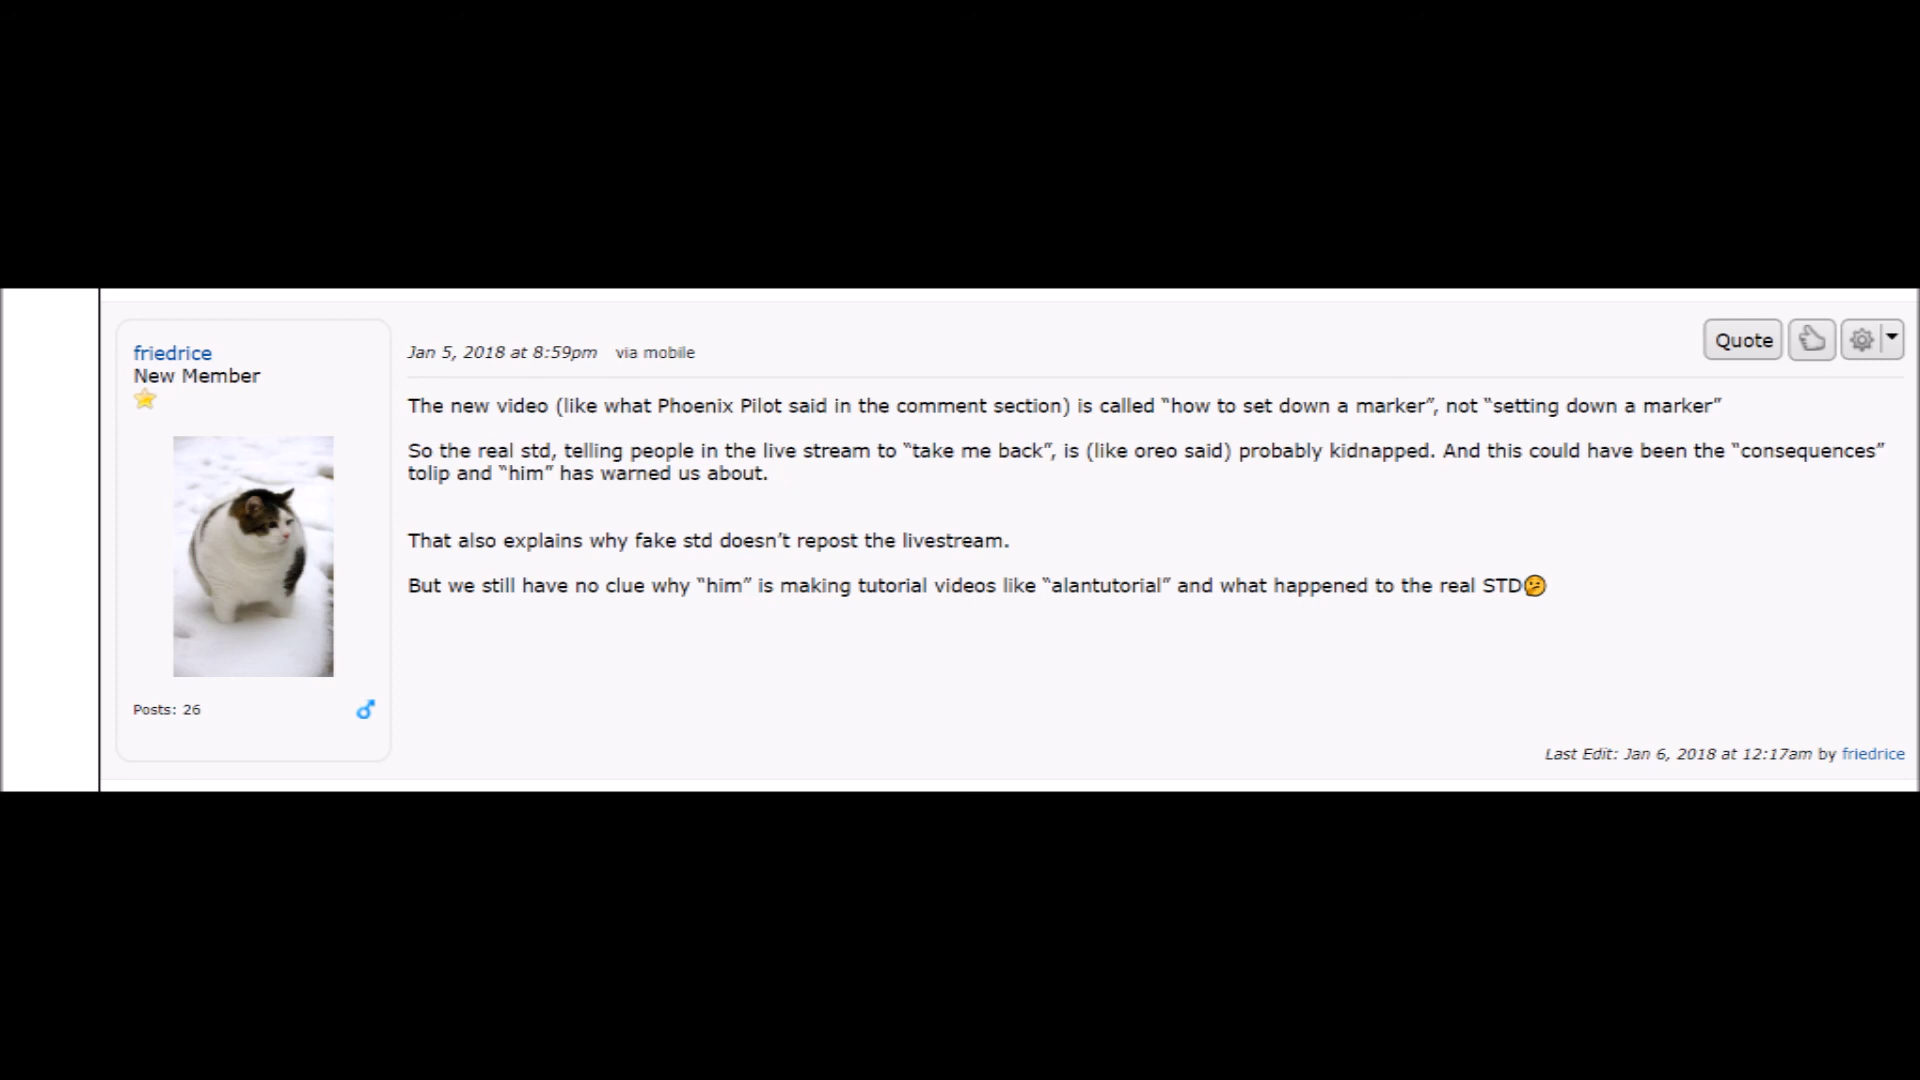 friedrice
New Member
Jan 5, 2018 at 8:59pm via mobile
Quote
The new video (like what Phoenix Pilot said in the comment section) is called “how to set down a marker”, not “setting down a marker”
So the real std, telling people in the live stream to “take me back”, is (like oreo said) probably kidnapped. And this could have been the “consequences”
tolip and “him” has warned us about.
That also explains why fake std doesn’t repost the livestream.
But we still have no clue why “him” is making tutorial videos like “alantutorial” and what happened to the real STD🫤
Posts: 26
Last Edit: Jan 6, 2018 at 12:17am by friedrice